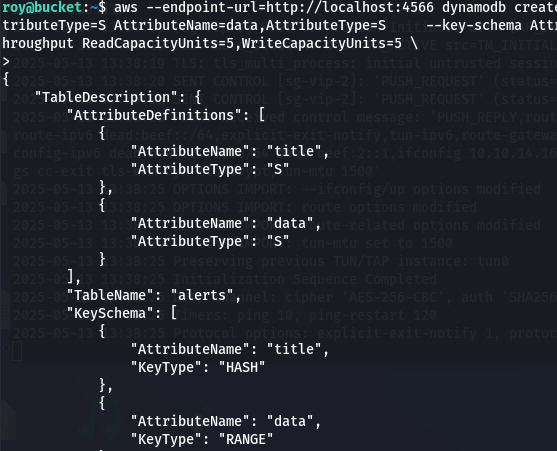 roy@bucket:~$ aws --endpoint-url=http://localhost:4566 dynamodb create
tributeType=S AttributeName=data,AttributeType=S    --key-schema Att
hroughput ReadCapacityUnits=5,WriteCapacityUnits=5 \
>
{
    "TableDescription": {
        "AttributeDefinitions": [
            {
                "AttributeName": "title",
                "AttributeType": "S"
            },
            {
                "AttributeName": "data",
                "AttributeType": "S"
            }
        ],
        "TableName": "alerts",
        "KeySchema": [
            {
                "AttributeName": "title",
                "KeyType": "HASH"
            },
            {
                "AttributeName": "data",
                "KeyType": "RANGE"